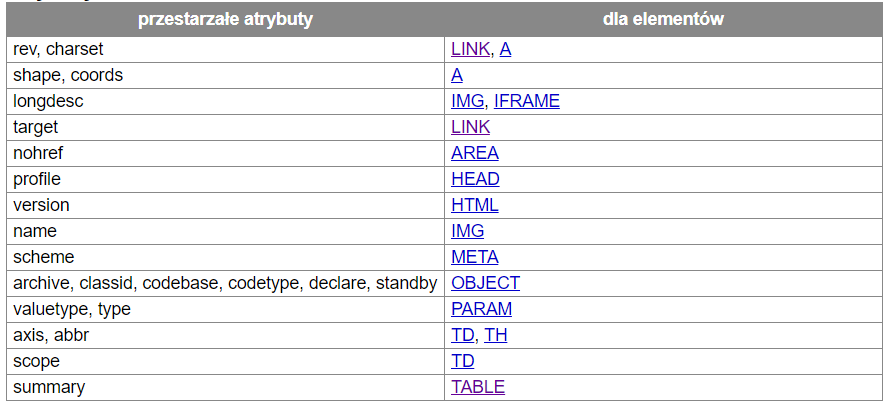 przestarzałe atrybuty dla elementów
rev, charset LINK, A
shape, coords A
longdesc IMG, IFRAME
target LINK
nohref AREA
profile HEAD
version HTML
name IMG
scheme META
archive, classid, codebase, codetype, declare, standby OBJECT
valuetype, type PARAM
axis, abbr TD, TH
scope TD
summary TABLE